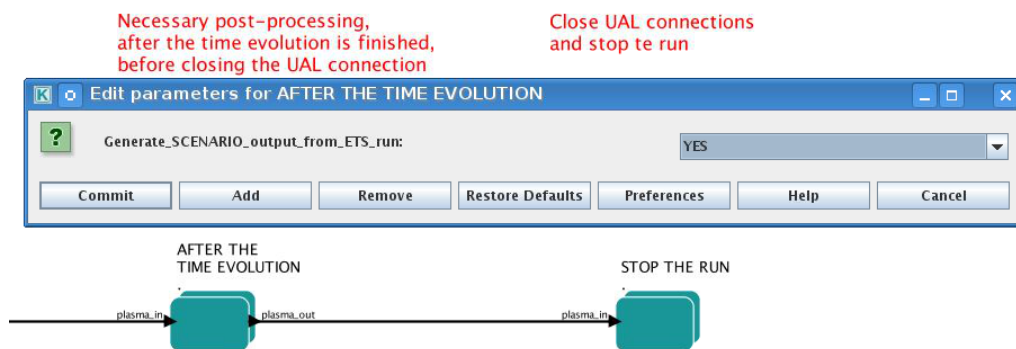 Necessary post-processing,
after the time evolution is finished,
before closing the UAL connection
Close UAL connections
and stop te run
Edit parameters for AFTER THE TIME EVOLUTION
Generate_SCENARIO_output_from_ETS_run:
YES
Commit
Add
Remove
Restore Defaults
Preferences
Help
Cancel
AFTER THE
TIME EVOLUTION
STOP THE RUN
plasma_in
plasma_out
plasma_in